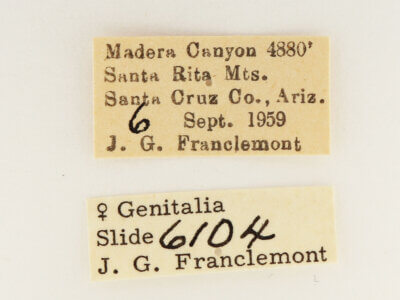 Madera Canyon 4880'
Santa Rita Mts.
Santa Cruz Co., Ariz.
6 Sept. 1959
J. G. Franclemont
♀ Genitalia
Slide 6104
J. G. Franclemont